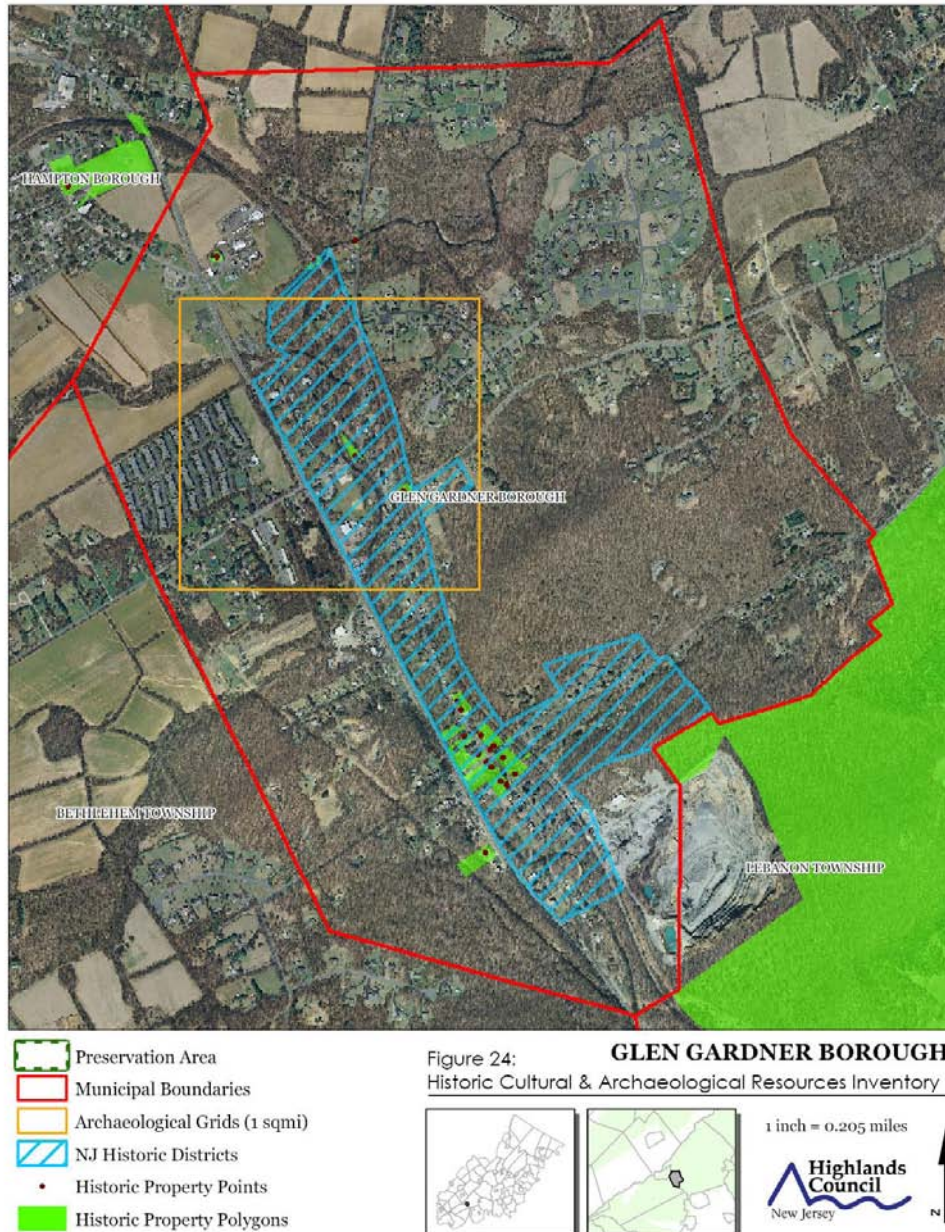 HAMPTON BOROUGH
GLEN GARDNER BOROUGH
BETHLEHEM TOWNSHIP
LEBANON TOWNSHIP
Preservation Area
Municipal Boundaries
Archaeological Grids (1 sqmi)
NJ Historic Districts
Historic Property Points
Historic Property Polygons
Figure 24:
GLEN GARDNER BOROUGH
Historic Cultural & Archaeological Resources Inventory
1 inch = 0.205 miles
Highlands
Council
New Jersey
N